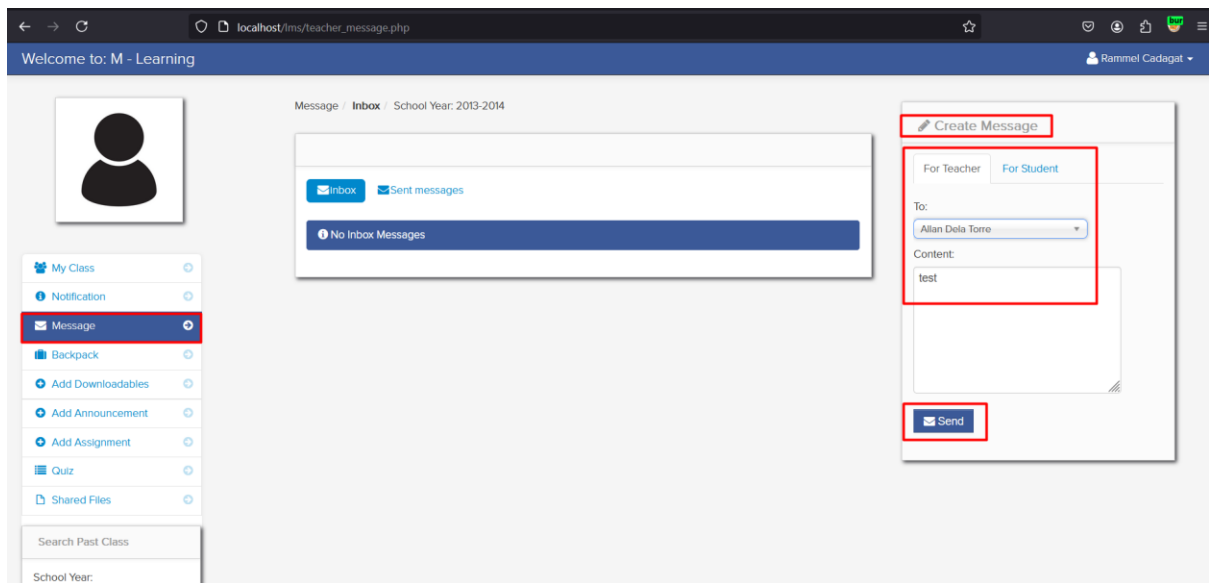 localhost/lms/teacher_message.php
bur
Welcome to: M - Learning
Rammel Cadagat
Message / Inbox / School Year: 2013-2014
Inbox
Sent messages
No Inbox Messages
Create Message
For Teacher
For Student
To:
Allan Dela Torre
Content:
test
Send
My Class
Notification
Message
Backpack
Add Downloadables
Add Announcement
Add Assignment
Quiz
Shared Files
Search Past Class
School Year: